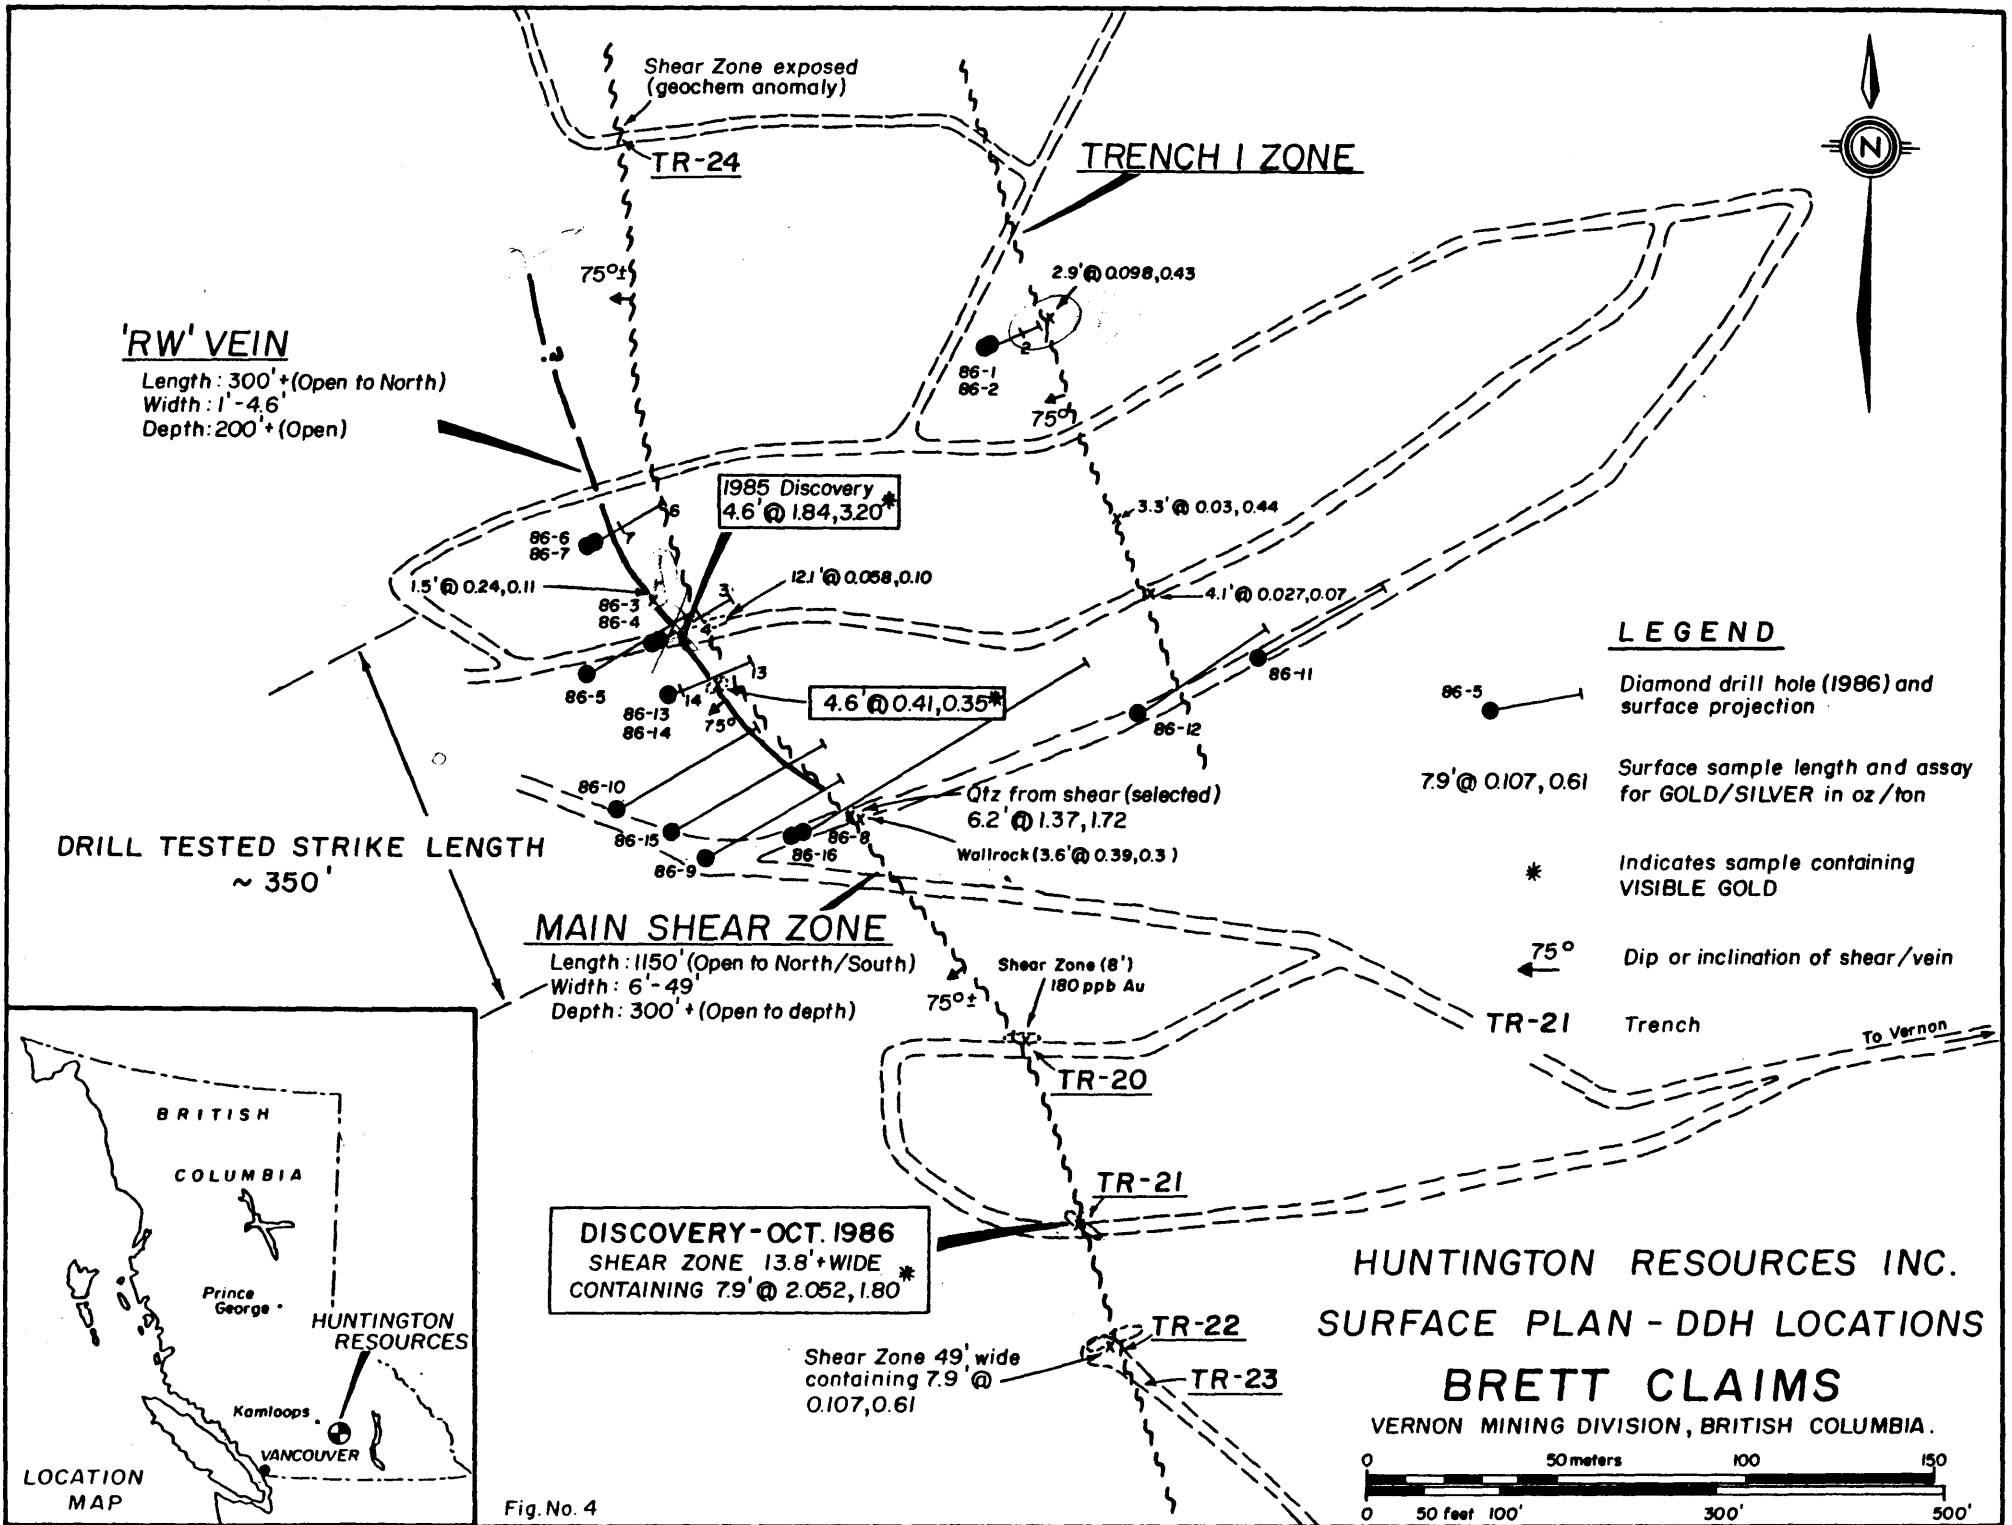 Shear Zone exposed
(geochem anomaly)
TR-24
TRENCH 1 ZONE
N
75°±
2.9'@ 0.098,0.43
2
86-1
86-2
75°
'RW' VEIN
Length : 300'+ (Open to North)
Width : 1'-4.6'
Depth: 200'+ (Open)
?
1985 Discovery
4.6'@ 1.84,3.20*
6
7
86-6
86-7
3.3'@ 0.03, 0.44
1.5'@ 0.24,0.11
12.1'@ 0.058,0.10
3
4
86-3
86-4
4.1'@ 0.027,0.07
86-5
13
14
86-13
86-14
75°
4.6'@ 0.41,0.35*
86-11
86-12
LEGEND
86-5
Diamond drill hole (1986) and
surface projection
7.9'@ 0.107, 0.61
Surface sample length and assay
for GOLD/SILVER in oz/ton
*
Indicates sample containing
VISIBLE GOLD
75°
Dip or inclination of shear/vein
TR-21
Trench
86-10
86-15
86-9
86-16
86-8
Qtz from shear (selected)
6.2'@ 1.37, 1.72
Wallrock (3.6'@ 0.39,0.3)
DRILL TESTED STRIKE LENGTH
~ 350'
MAIN SHEAR ZONE
Length : 1150' (Open to North/South)
Width : 6'-49'
Depth : 300'+ (Open to depth)
75°±
Shear Zone (8')
180 ppb Au
TR-20
To Vernon
TR-21
DISCOVERY-OCT. 1986
SHEAR ZONE 13.8'+ WIDE
CONTAINING 7.9'@ 2.052, 1.80*
TR-22
TR-23
Shear Zone 49' wide
containing 7.9'@
0.107,0.61
BRITISH
COLUMBIA
Prince
George
HUNTINGTON
RESOURCES
Kamloops
VANCOUVER
LOCATION
MAP
Fig. No. 4
HUNTINGTON RESOURCES INC.
SURFACE PLAN - DDH LOCATIONS
BRETT CLAIMS
VERNON MINING DIVISION, BRITISH COLUMBIA.
0 50 meters 100 150
0 50 feet 100' 300' 500'